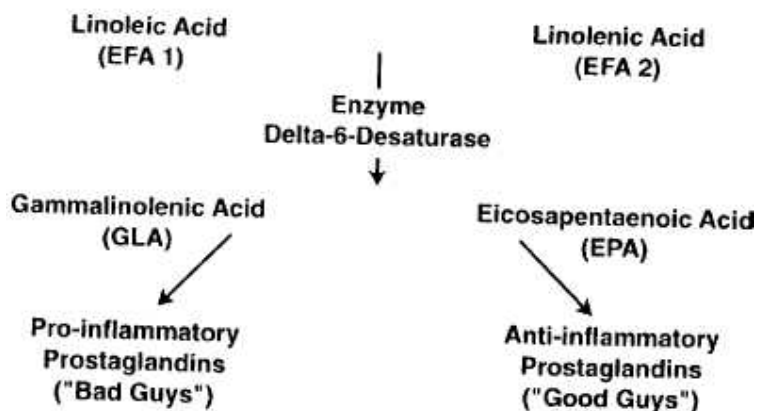 Linoleic Acid
(EFA 1)
Linolenic Acid
(EFA 2)
Enzyme
Delta-6-Desaturase
Gammalinolenic Acid
(GLA)
Eicosapentaenoic Acid
(EPA)
Pro-inflammatory
Prostaglandins
("Bad Guys")
Anti-inflammatory
Prostaglandins
("Good Guys")